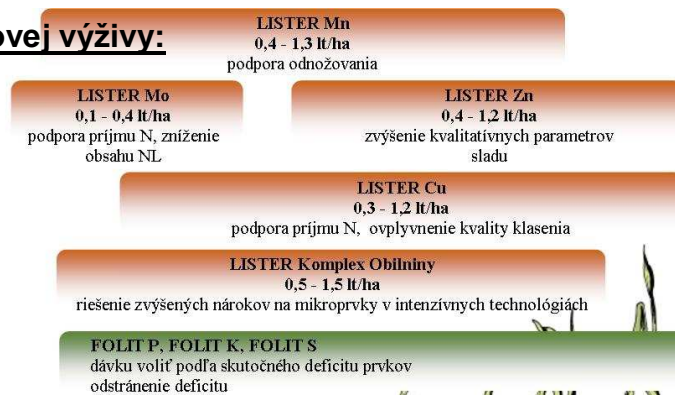 ovej výživy:
LISTER Mn
0,4 - 1,3 lt/ha
podpora odnožovania
LISTER Mo
0,1 - 0,4 lt/ha
podpora príjmu N, zníženie
obsahu NL
LISTER Zn
0,4 - 1,2 lt/ha
zvýšenie kvalitatívnych parametrov
sladu
LISTER Cu
0,3 - 1,2 lt/ha
podpora príjmu N, ovplyvnenie kvality klasenia
LISTER Komplex Obilniny
0,5 - 1,5 lt/ha
riešenie zvýšených nárokov na mikroprvky v intenzívnych technológiách
FOLIT P, FOLIT K, FOLIT S
dávku voliť podľa skutočného deficitu prvkov
odstránenie deficitu